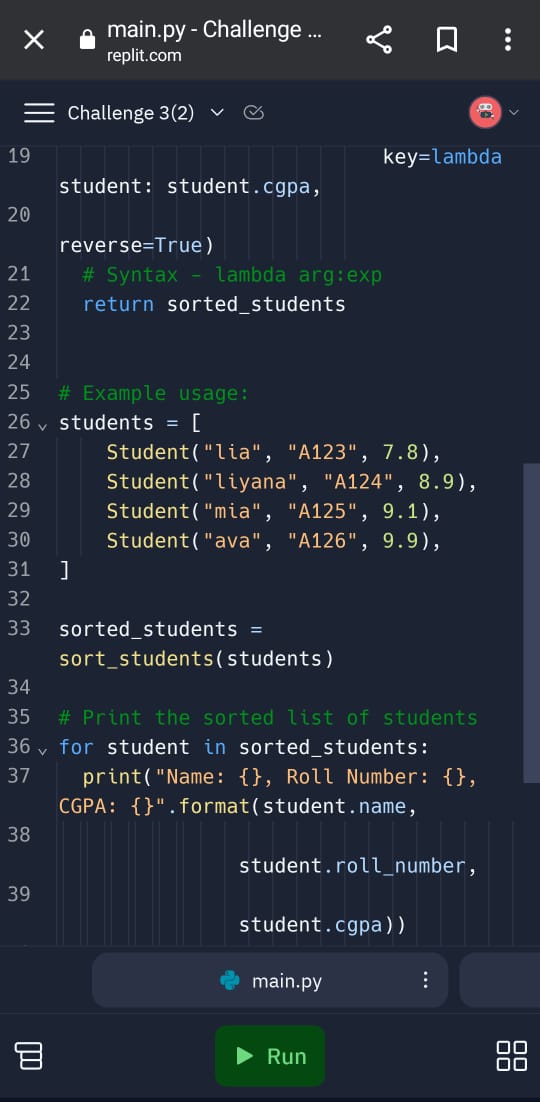 main.py - Challenge ...
replit.com
Challenge 3(2)
19 key=lambda
student: student.cgpa,
20
reverse=True)
21 # Syntax - lambda arg:exp
22 return sorted_students
23
24
25 # Example usage:
26 students = [
27 Student("lia", "A123", 7.8),
28 Student("liyana", "A124", 8.9),
29 Student("mia", "A125", 9.1),
30 Student("ava", "A126", 9.9),
31 ]
32
33 sorted_students =
sort_students(students)
34
35 # Print the sorted list of students
36 for student in sorted_students:
37 print("Name: {}, Roll Number: {},
CGPA: {}".format(student.name,
38
student.roll_number,
39
student.cgpa))
main.py
Run